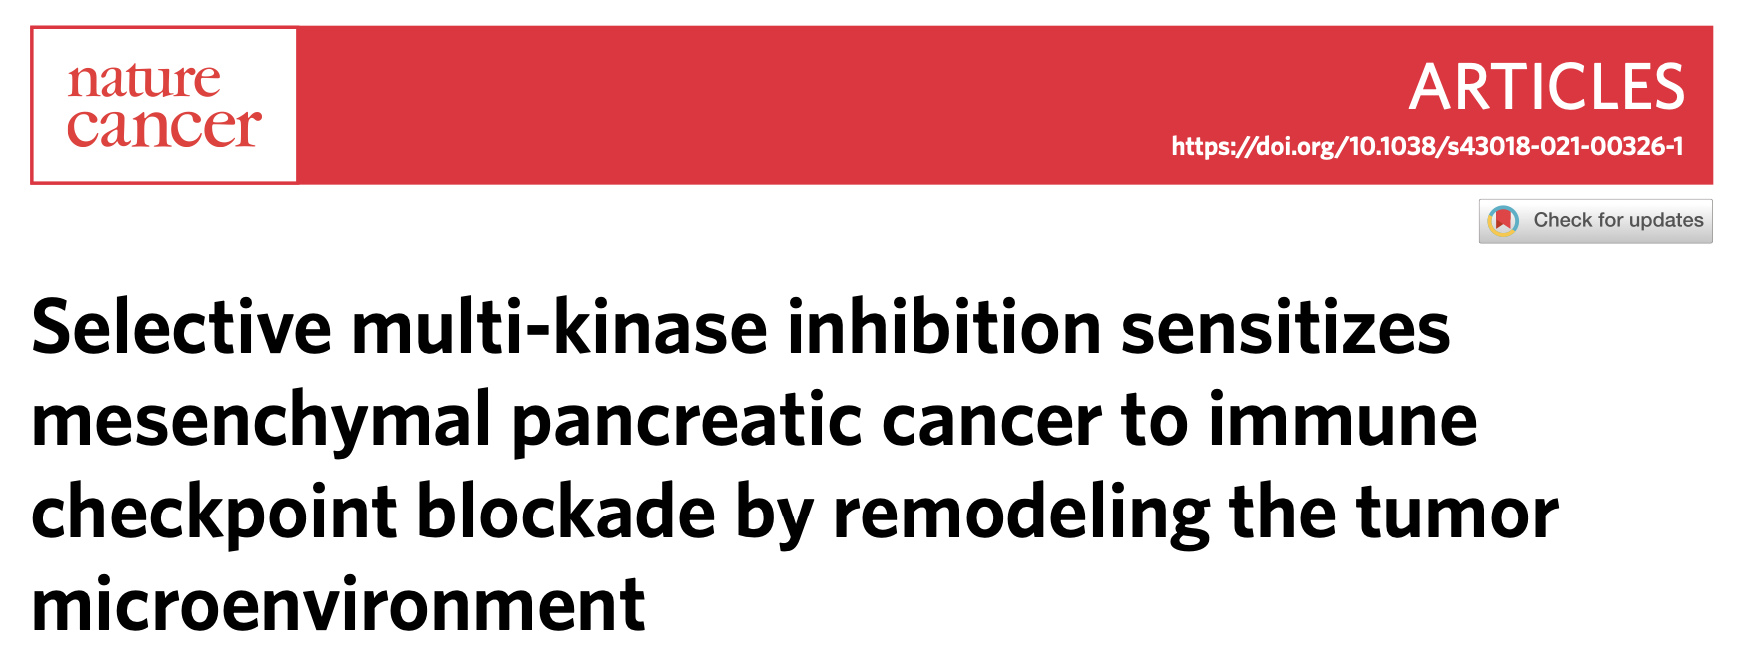 nature
cancer
ARTICLES
https://doi.org/10.1038/s43018-021-00326-1
Check for updates
Selective multi-kinase inhibition sensitizes
mesenchymal pancreatic cancer to immune
checkpoint blockade by remodeling the tumor
microenvironment